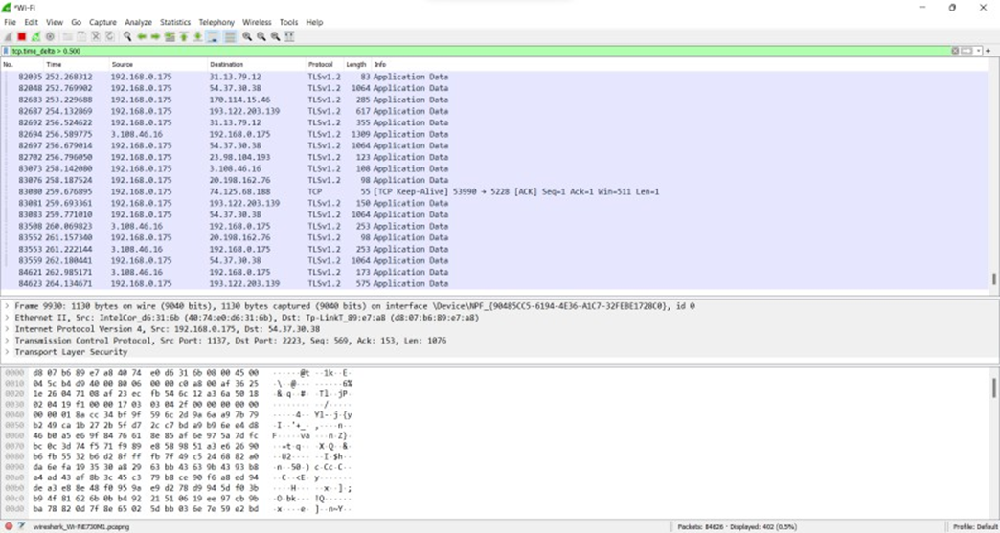 *Wi-Fi
File Edit View Go Capture Analyze Statistics Telephony Wireless Tools Help
tcp.time_delta > 0.500
No. Time Source Destination Protocol Length Info
82035 252.268312 192.168.0.175 31.13.79.12 TLSv1.2 83 Application Data
82048 252.769902 192.168.0.175 54.37.30.38 TLSv1.2 1064 Application Data
82683 253.229688 192.168.0.175 170.114.15.46 TLSv1.2 285 Application Data
82687 254.132869 192.168.0.175 193.122.203.139 TLSv1.2 617 Application Data
82692 256.524622 192.168.0.175 31.13.79.12 TLSv1.2 355 Application Data
82694 256.589775 3.108.46.16 192.168.0.175 TLSv1.2 1309 Application Data
82697 256.679014 192.168.0.175 54.37.30.38 TLSv1.2 1064 Application Data
82702 256.796050 192.168.0.175 23.98.104.193 TLSv1.2 123 Application Data
83073 258.142080 192.168.0.175 3.108.46.16 TLSv1.2 108 Application Data
83076 258.187524 192.168.0.175 20.198.162.76 TLSv1.2 98 Application Data
83080 259.676895 192.168.0.175 74.125.68.188 TCP 55 [TCP Keep-Alive] 53990 → 5228 [ACK] Seq=1 Ack=1 Win=511 Len=1
83081 259.693361 192.168.0.175 193.122.203.139 TLSv1.2 150 Application Data
83083 259.771010 192.168.0.175 54.37.30.38 TLSv1.2 1064 Application Data
83508 260.069823 3.108.46.16 192.168.0.175 TLSv1.2 253 Application Data
83552 261.157340 192.168.0.175 20.198.162.76 TLSv1.2 98 Application Data
83553 261.222144 3.108.46.16 192.168.0.175 TLSv1.2 253 Application Data
83559 262.180441 192.168.0.175 54.37.30.38 TLSv1.2 1064 Application Data
84621 262.985171 3.108.46.16 192.168.0.175 TLSv1.2 173 Application Data
84623 264.134671 192.168.0.175 193.122.203.139 TLSv1.2 575 Application Data
> Frame 9930: 1130 bytes on wire (9040 bits), 1130 bytes captured (9040 bits) on interface \Device\NPF_{90485CC5-6194-4E36-A1C7-32FEBE1728C0}, id 0
> Ethernet II, Src: IntelCor_d6:31:6b (40:74:e0:d6:31:6b), Dst: Tp-LinkT_89:e7:a8 (d8:07:b6:89:e7:a8)
> Internet Protocol Version 4, Src: 192.168.0.175, Dst: 54.37.30.38
> Transmission Control Protocol, Src Port: 1137, Dst Port: 2223, Seq: 569, Ack: 153, Len: 1076
> Transport Layer Security
0000 d8 07 b6 89 e7 a8 40 74 e0 d6 31 6b 08 00 45 00 ······@t ··1k··E·
0010 04 5c b4 d9 40 00 80 06 00 00 c0 a8 00 af 36 25 ·\··@··· ······6%
0020 1e 26 04 71 08 af 23 ec fb 54 6c 12 a3 6a 50 18 ·&·q··#· ·Tl··jP·
0030 02 04 19 f1 00 00 17 03 03 04 2f 00 00 00 00 00 ········ ··/·····
0040 00 00 01 8a cc 34 bf 9f 59 6c 2d 9a 6a a9 7b 79 ·····4·· Yl-·j·{y
0050 b2 49 ca 1b 27 2b 5f d7 2c c7 bd a9 b9 6e e4 d8 ·I··'+_· ,····n··
0060 46 b0 a5 e6 9f 84 76 61 8e 85 af 6e 97 5a 7d fc F·····va ···n·Z}·
0070 bc 0c 3d 74 f5 71 f9 89 e8 58 98 51 a3 e6 26 90 ··=t·q·· ·X·Q··&·
0080 b6 fb 55 32 b6 d2 8f ff fb 7f 49 c5 24 68 82 a0 ··U2···· ··I·$h··
0090 da 6e fa 19 35 30 a8 29 63 bd 43 63 9b 43 93 b8 ·n··50·) c·Cc·C··
00a0 a4 ad 43 af 8b 3c 45 c3 79 b8 ce 90 f6 a8 ed 94 ··C··<E· y·······
00b0 de a3 e8 8e 48 f0 95 9a e9 d2 78 d9 94 5d bf 3b ····H··· ··x··]·;
00c0 b9 4f 81 62 6b 0b b4 92 21 51 06 19 ee 97 cb 9b ·O·bk··· !Q······
00d0 ba 78 82 0d 7f 8e 65 02 5d bb 03 6e 7e 59 e2 bd ·x····e· ]··n~Y··
wireshark_Wi-FiE730M1.pcapng Packets: 84626 · Displayed: 402 (0.5%) Profile: Default